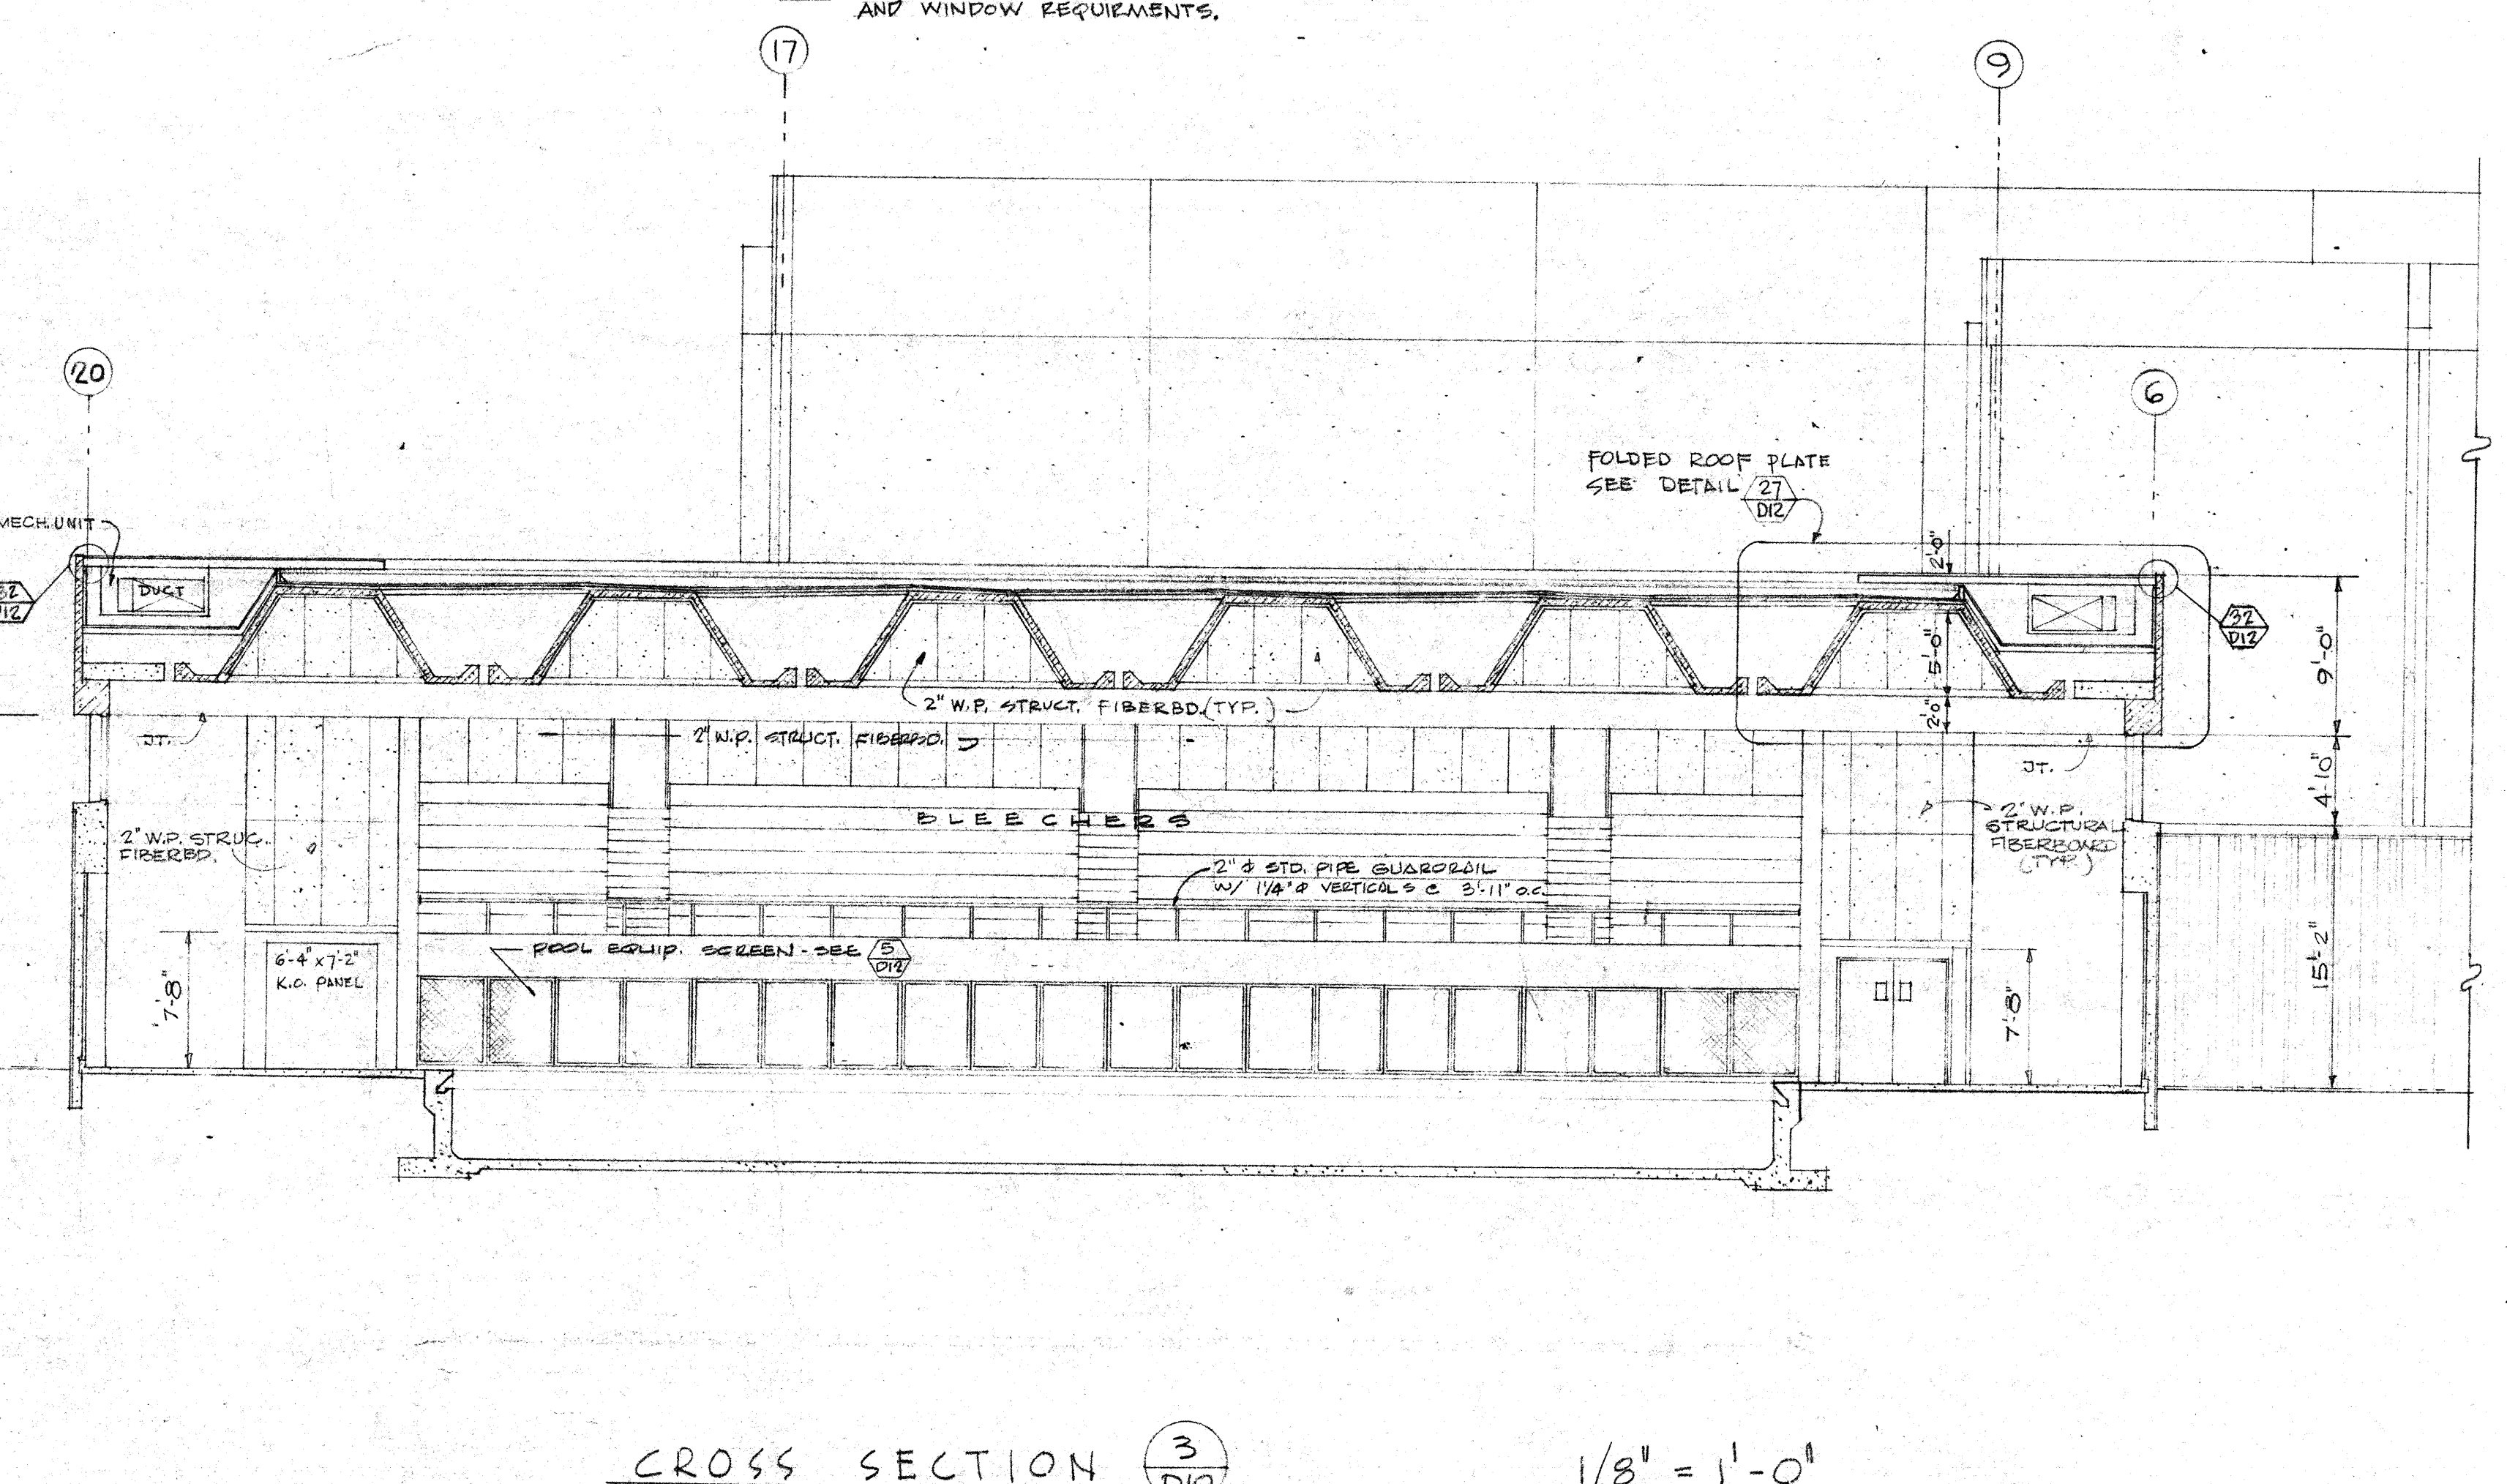 AND WINDOW REQUIRMENTS.
17
9
20
6
FOLDED ROOF PLATE
SEE DETAIL 27
D12
MECH. UNIT
2'-0"
DUCT
32
D12
32
D12
9'-0"
5'-0"
2" W.P. STRUCT. FIBERBD. (TYP.)
2'-0"
JT.
2" W.P. STRUCT. FIBERBD.
JT.
4'-10"
BLEECHERS
2" W.P. STRUC.
FIBERBD.
2" W.P.
STRUCTURAL
FIBERBOARD
(TYP.)
2" Φ STD. PIPE GUARDRAIL
W/ 1 1/4" Φ VERTICALS @ 3'-11" O.C.
POOL EQUIP. SCREEN - SEE 5
D12
6'-4" x 7'-2"
K.O. PANEL
7'-8"
7'-8"
15'-2"
CROSS SECTION 3
1/8" = 1'-0"